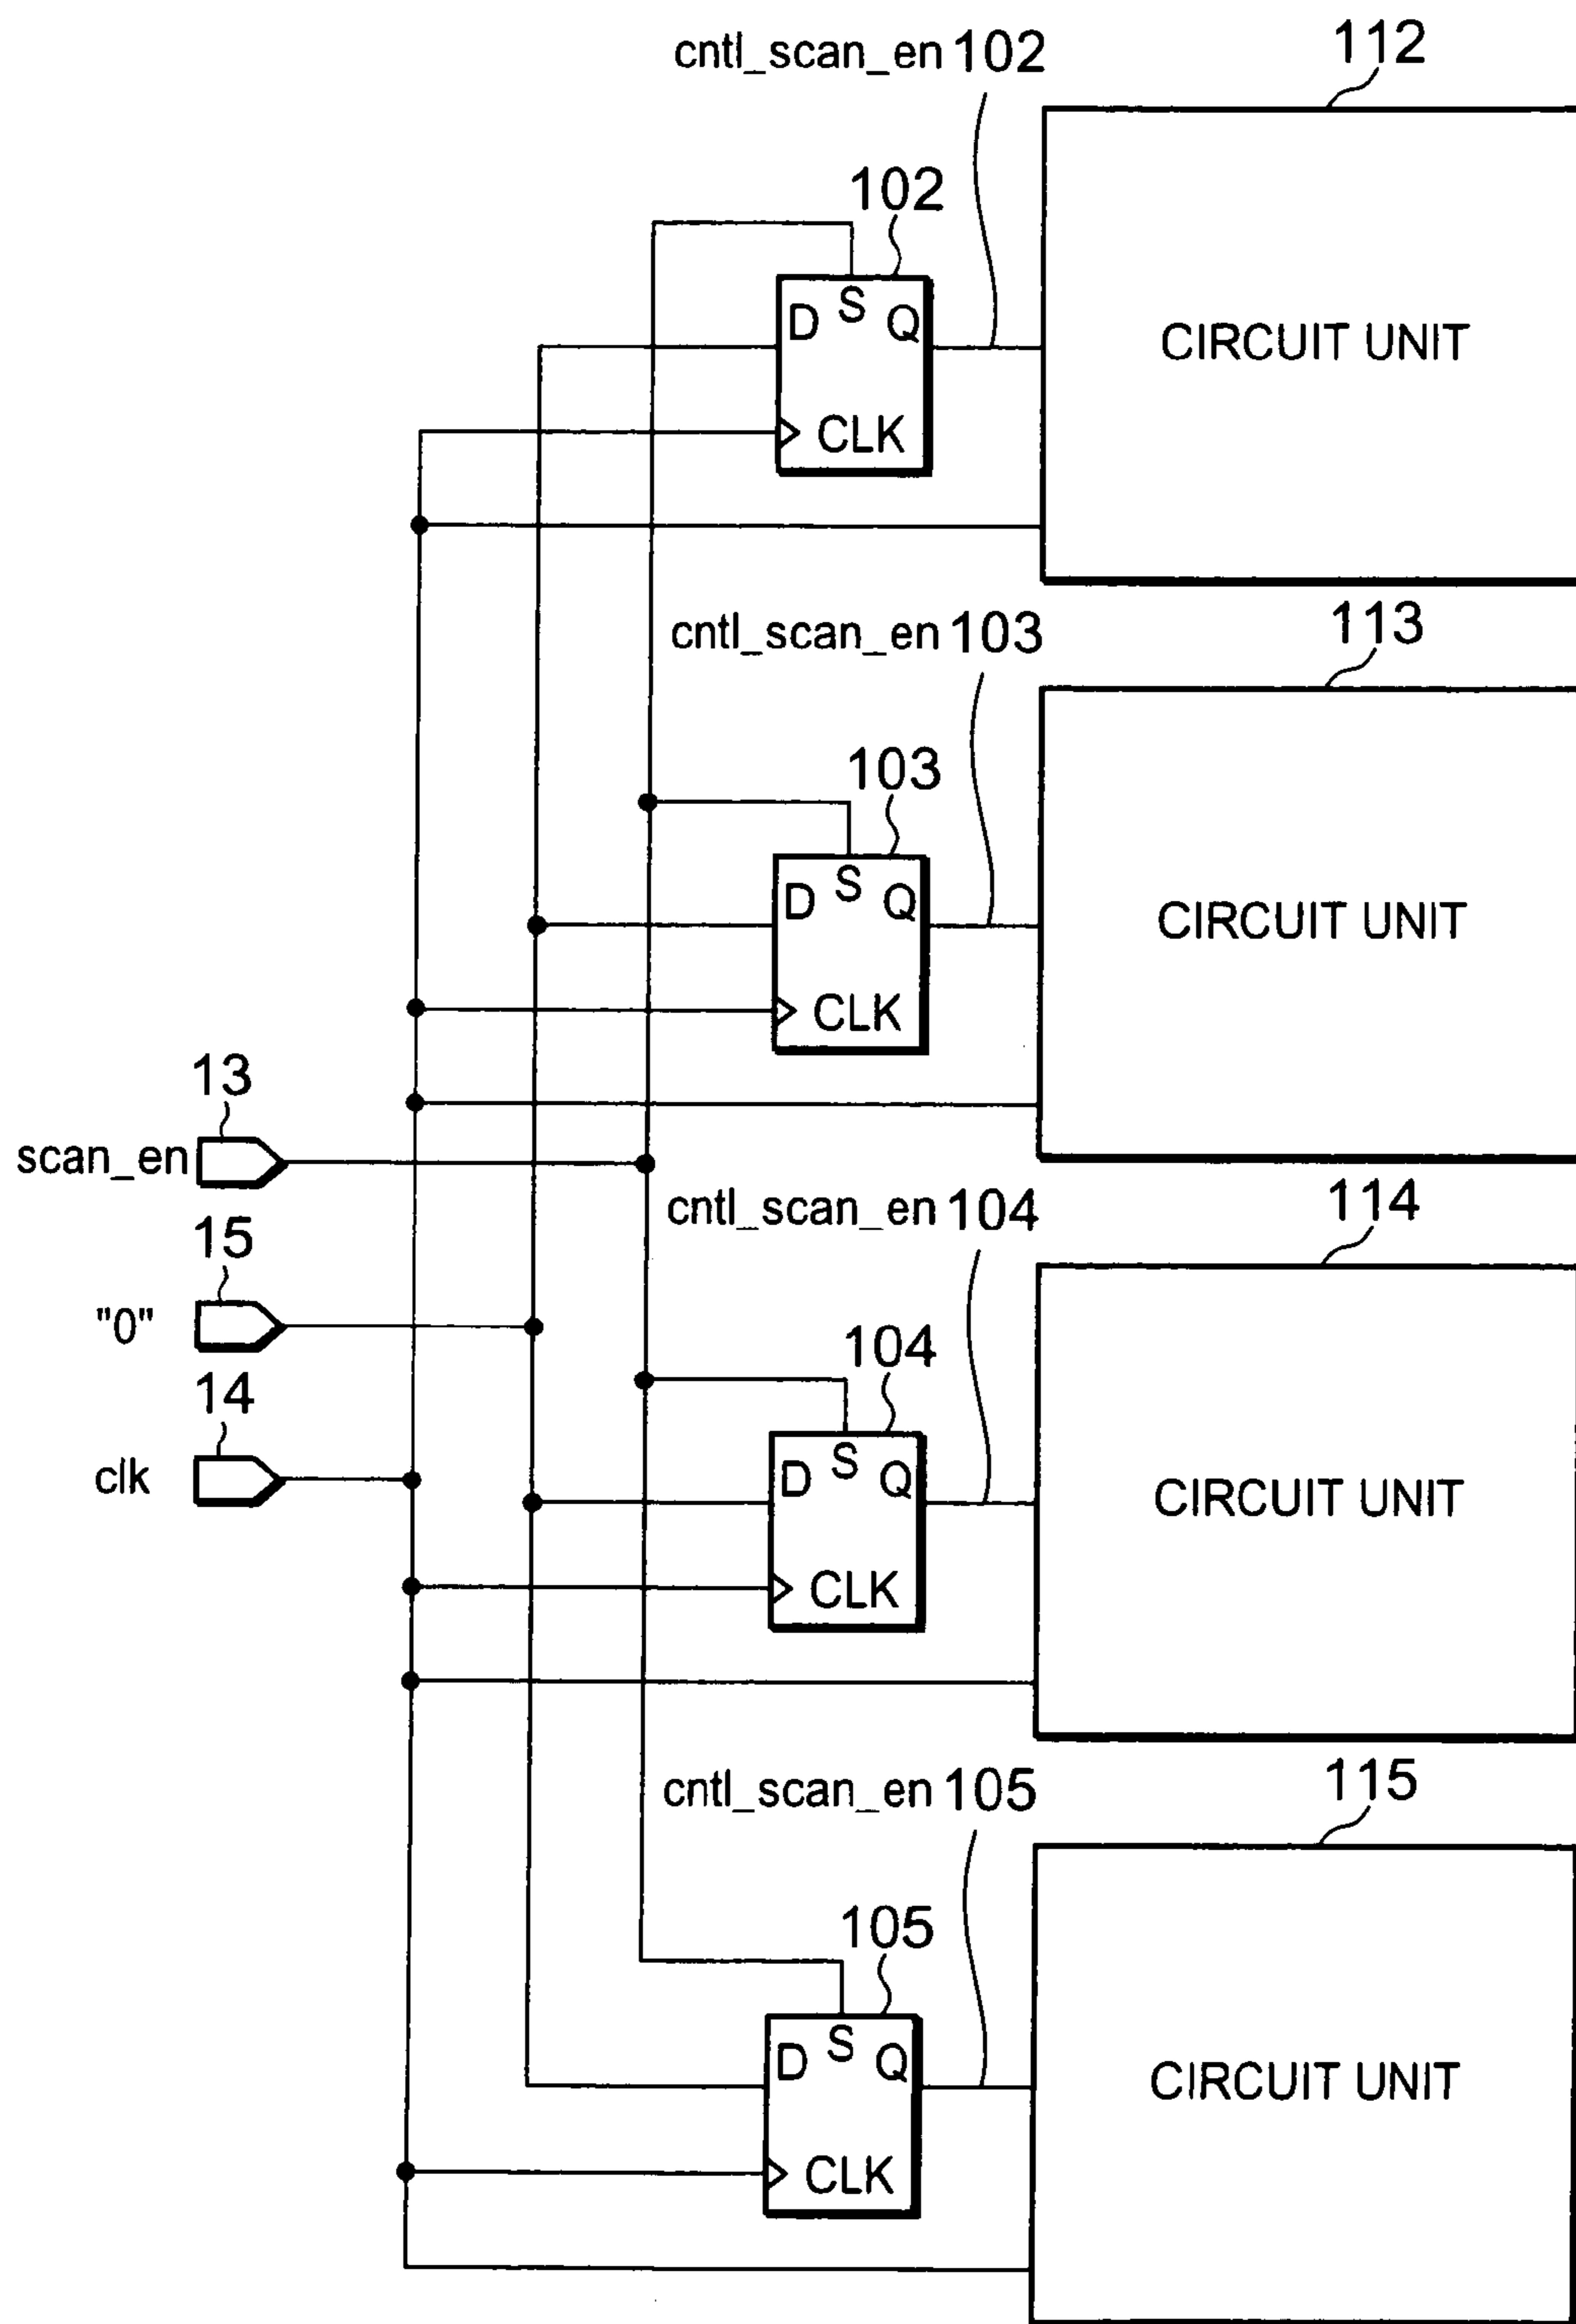 cntl_scan_en 102
112
102
D S Q
CLK
CIRCUIT UNIT
cntl_scan_en 103
113
103
D S Q
CLK
CIRCUIT UNIT
13
scan_en
cntl_scan_en 104
114
15
"0"
104
14
clk
D S Q
CLK
CIRCUIT UNIT
cntl_scan_en 105
115
105
D S Q
CLK
CIRCUIT UNIT